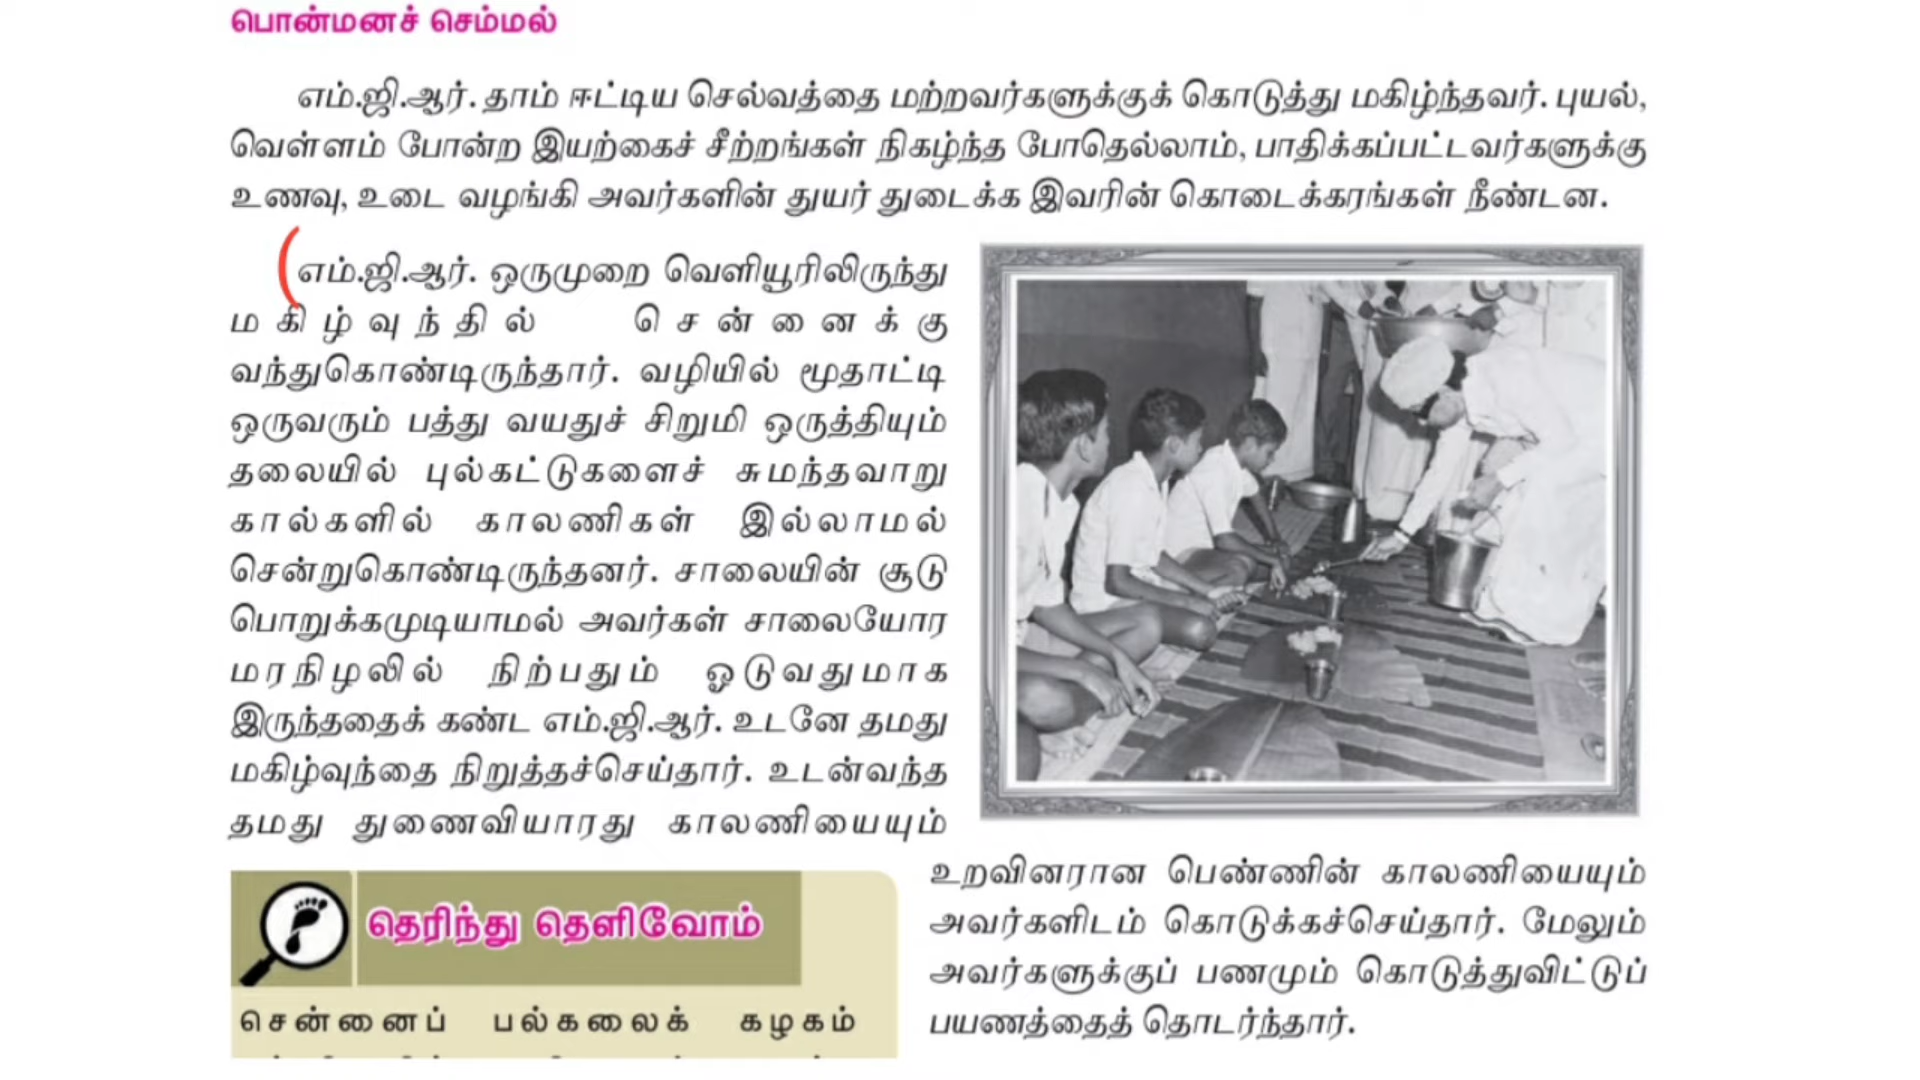 பொன்மனச் செம்மல்
எம்.ஜி.ஆர். தாம் ஈட்டிய செல்வத்தை மற்றவர்களுக்குக் கொடுத்து மகிழ்ந்தவர். புயல்,
வெள்ளம் போன்ற இயற்கைச் சீற்றங்கள் நிகழ்ந்த போதெல்லாம், பாதிக்கப்பட்டவர்களுக்கு
உணவு, உடை வழங்கி அவர்களின் துயர் துடைக்க இவரின் கொடைக்கரங்கள் நீண்டன.
எம்.ஜி.ஆர். ஒருமுறை வெளியூரிலிருந்து
மகிழ்வுந்தில் சென்னைக்கு
வந்துகொண்டிருந்தார். வழியில் மூதாட்டி
ஒருவரும் பத்து வயதுச் சிறுமி ஒருத்தியும்
தலையில் புல்கட்டுகளைச் சுமந்தவாறு
கால்களில் காலணிகள் இல்லாமல்
சென்றுகொண்டிருந்தனர். சாலையின் சூடு
பொறுக்கமுடியாமல் அவர்கள் சாலையோர
மரநிழலில் நிற்பதும் ஓடுவதுமாக
இருந்ததைக் கண்ட எம்.ஜி.ஆர். உடனே தமது
மகிழ்வுந்தை நிறுத்தச்செய்தார். உடன்வந்த
தமது துணைவியாரது காலணியையும்
உறவினரான பெண்ணின் காலணியையும்
அவர்களிடம் கொடுக்கச்செய்தார். மேலும்
அவர்களுக்குப் பணமும் கொடுத்துவிட்டுப்
பயணத்தைத் தொடர்ந்தார்.
தெரிந்து தெளிவோம்
சென்னைப் பல்கலைக் கழகம்